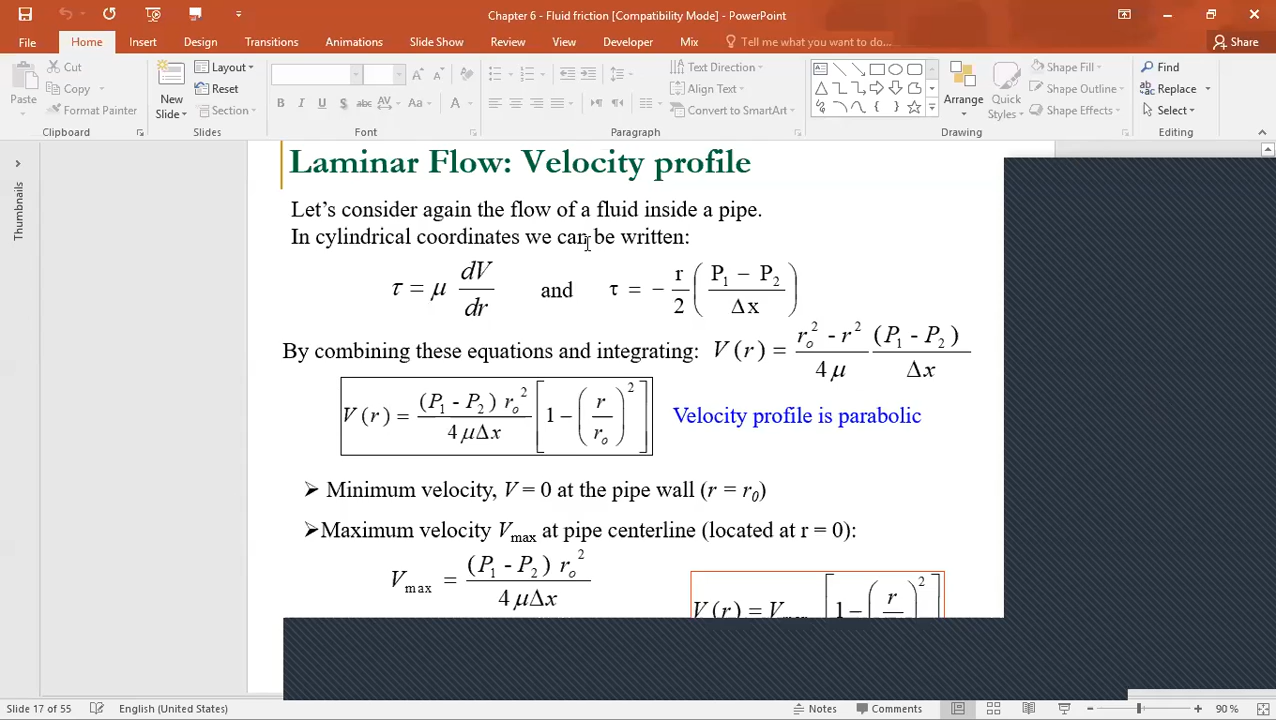 Chapter 6 - Fluid friction [Compatibility Mode] - PowerPoint
File Home Insert Design Transitions Animations Slide Show Review View Developer Mix Tell me what you want to do... Share
Paste
Cut
Copy
Format Painter
Clipboard
New Slide
Layout
Reset
Section
Slides
Font
Text Direction
Align Text
Convert to SmartArt
Paragraph
Arrange
Quick Styles
Shape Fill
Shape Outline
Shape Effects
Drawing
Find
Replace
Select
Editing
Thumbnails
Laminar Flow: Velocity profile
Let’s consider again the flow of a fluid inside a pipe.
In cylindrical coordinates we can be written:
τ = μ dV/dr and τ = − r/2 ( (P₁ − P₂)/Δx )
By combining these equations and integrating: V(r) = (rₒ² - r²)/4μ (P₁ - P₂)/Δx
V(r) = (P₁ - P₂) rₒ²/4μΔx [1 − (r/rₒ)²] Velocity profile is parabolic
➢ Minimum velocity, V = 0 at the pipe wall (r = r₀)
➢Maximum velocity Vmax at pipe centerline (located at r = 0):
Vmax = (P₁ - P₂) rₒ²/4μΔx
V(r) = V [1 − (r
Slide 17 of 55 English (United States) Notes Comments 90 %